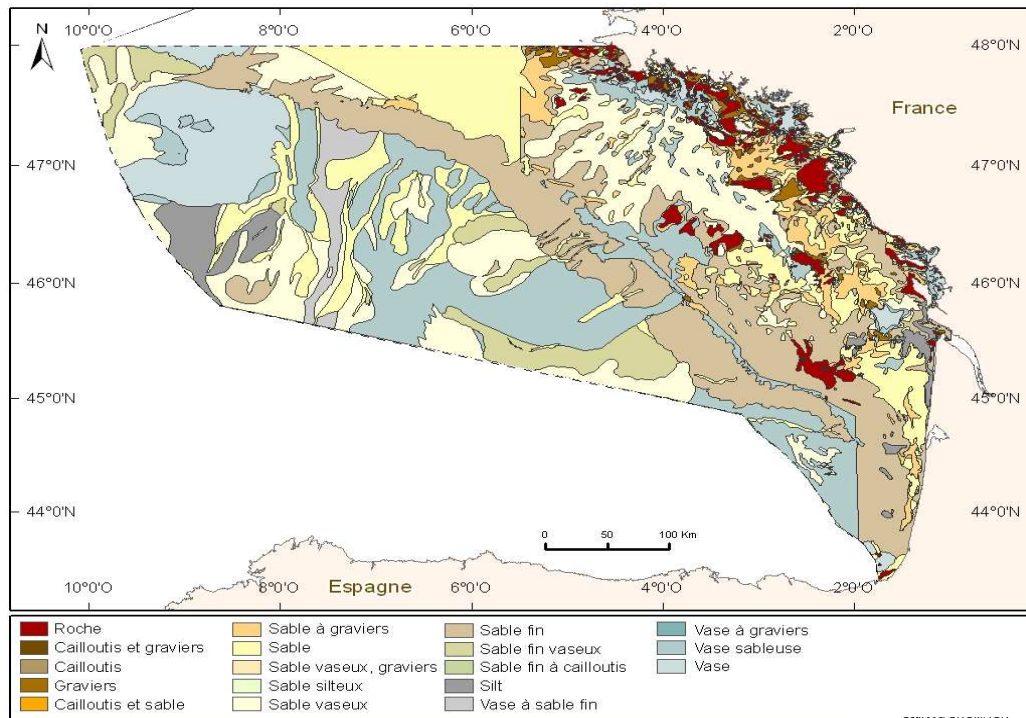 N
10°0'O 8°0'O 6°0'O 4°0'O 2°0'O
48°0'N
France
47°0'N 47°0'N
46°0'N 46°0'N
45°0'N 45°0'N
44°0'N 44°0'N
0 50 100 Km
Espagne
10°0'O 8°0'O 6°0'O 4°0'O 2°0'O
Roche
Cailloutis et graviers
Cailloutis
Graviers
Cailloutis et sable
Sable à graviers
Sable
Sable vaseux, graviers
Sable silteux
Sable vaseux
Sable fin
Sable fin vaseux
Sable fin à cailloutis
Silt
Vase à sable fin
Vase à graviers
Vase sableuse
Vase